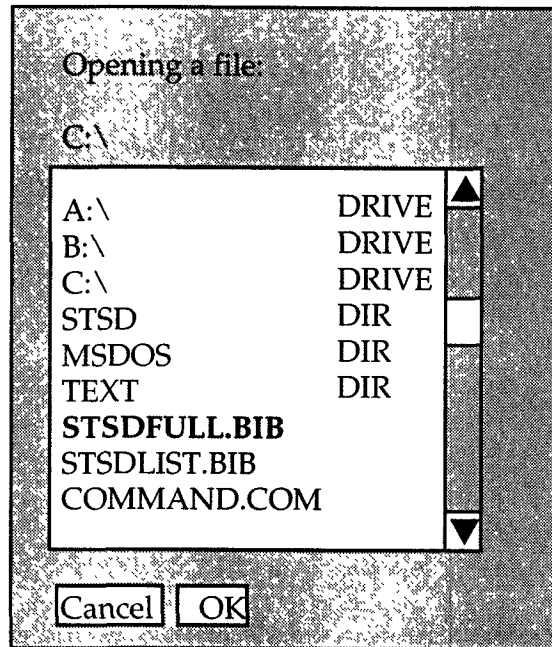 Opening a file:
C:\
A:\ DRIVE
B:\ DRIVE
C:\ DRIVE
STSD DIR
MSDOS DIR
TEXT DIR
STSDFULL.BIB
STSDLIST.BIB
COMMAND.COM
Cancel OK